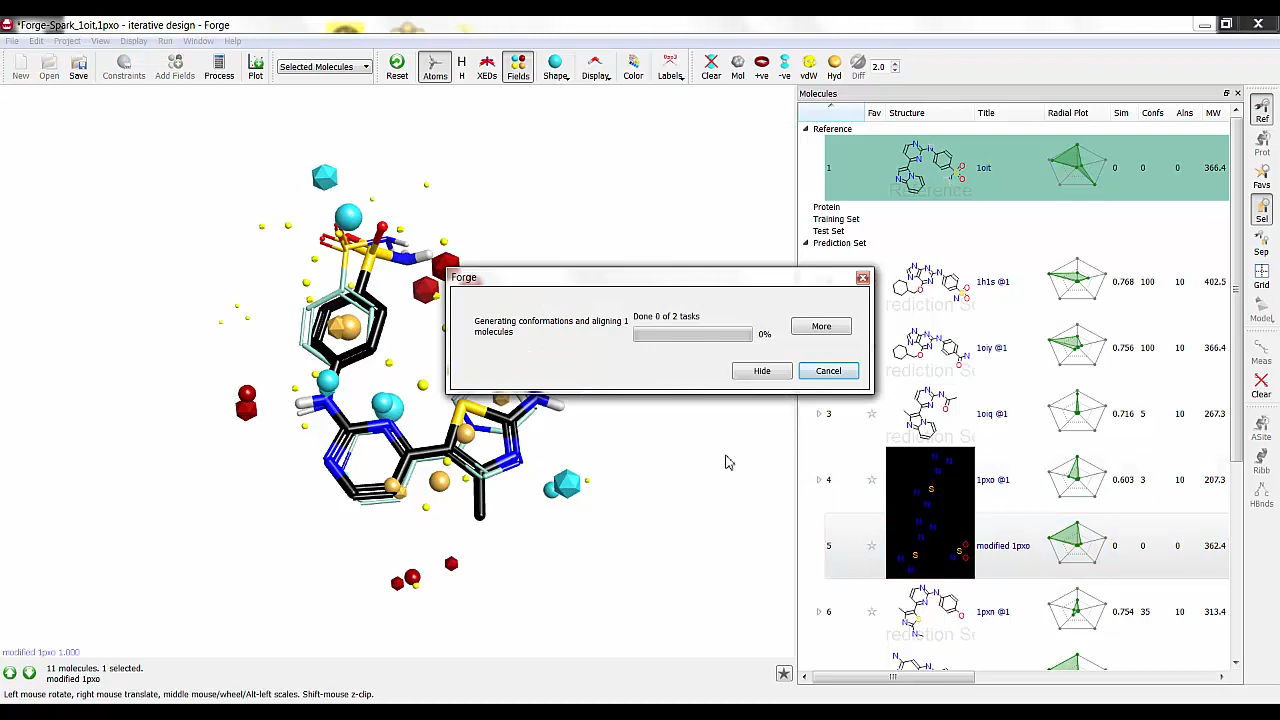 *Forge-Spark_1oit,1pxo - iterative design - Forge
File Edit Project View Display Run Window Help
New Open Save Constraints Add Fields Process Plot Selected Molecules Reset Atoms H H XEDs Fields Shape Display Color Labels Clear Mol +ve -ve vdW Hyd Diff 2.0
Molecules
Fav Structure Title Radial Plot Sim Confs Alns MW
Reference
1 Reference 1oit 0 0 0 366.4
Protein
Training Set
Test Set
Prediction Set
1h1s @1 0.768 100 10 402.5
1oiy @1 0.756 100 10 366.4
3 1oiq @1 0.716 5 10 267.3
4 1pxo @1 0.603 3 10 207.3
5 modified 1pxo 0 0 0 362.4
6 1pxn @1 0.754 35 10 313.4
Ref
Prot
Favs
Sel
Sep
Grid
Model
Meas
Clear
ASite
Ribb
HBnds
Forge
Generating conformations and aligning 1
molecules
Done 0 of 2 tasks
0%
More
Hide
Cancel
modified 1pxo 1.000
11 molecules. 1 selected.
modified 1pxo
Left mouse rotate, right mouse translate, middle mouse/wheel/Alt-left scales. Shift-mouse z-clip.